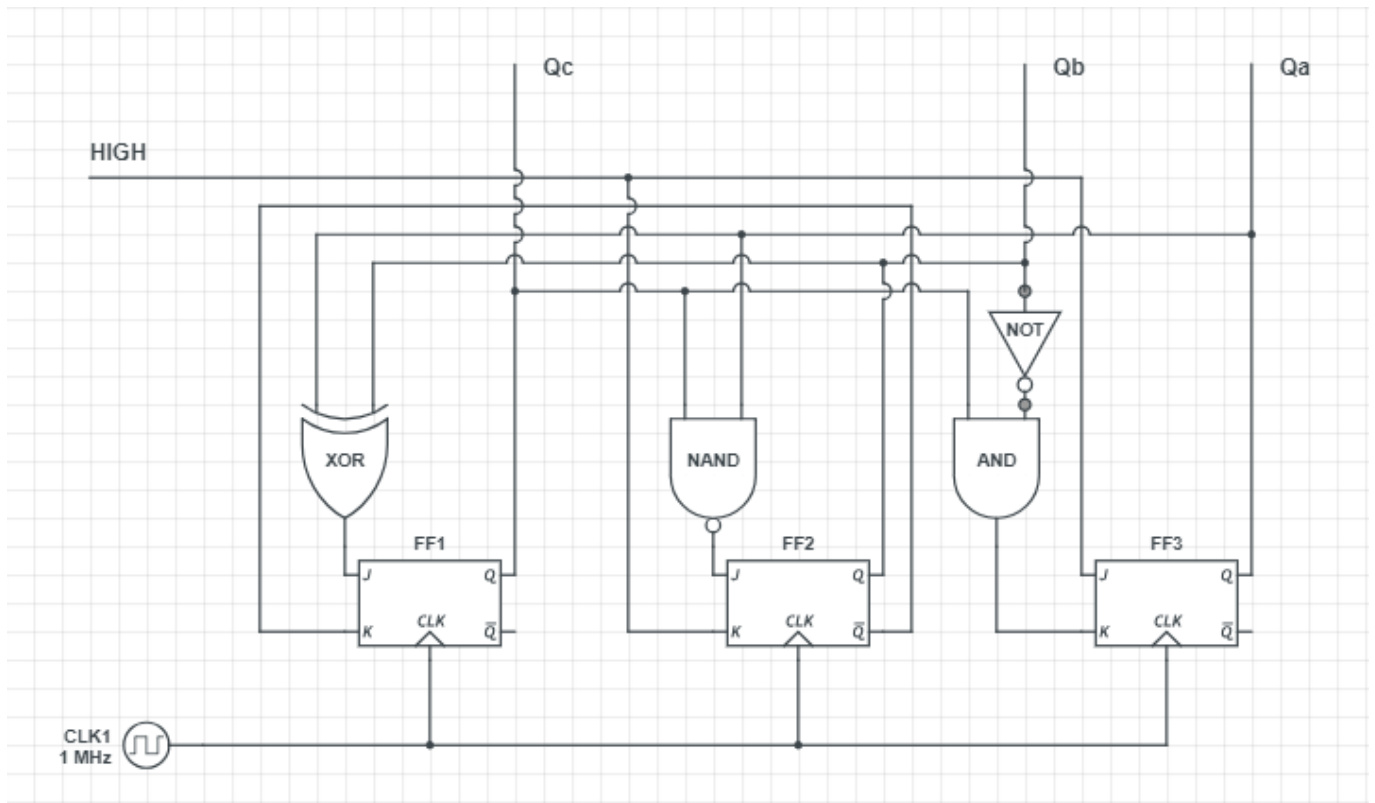 Qc
Qb
Qa
HIGH
NOT
XOR
NAND
AND
FF1
FF2
FF3
J
Q
J
Q
J
Q
K
CLK
Q̅
K
CLK
Q̅
K
CLK
Q̅
CLK1
1 MHz